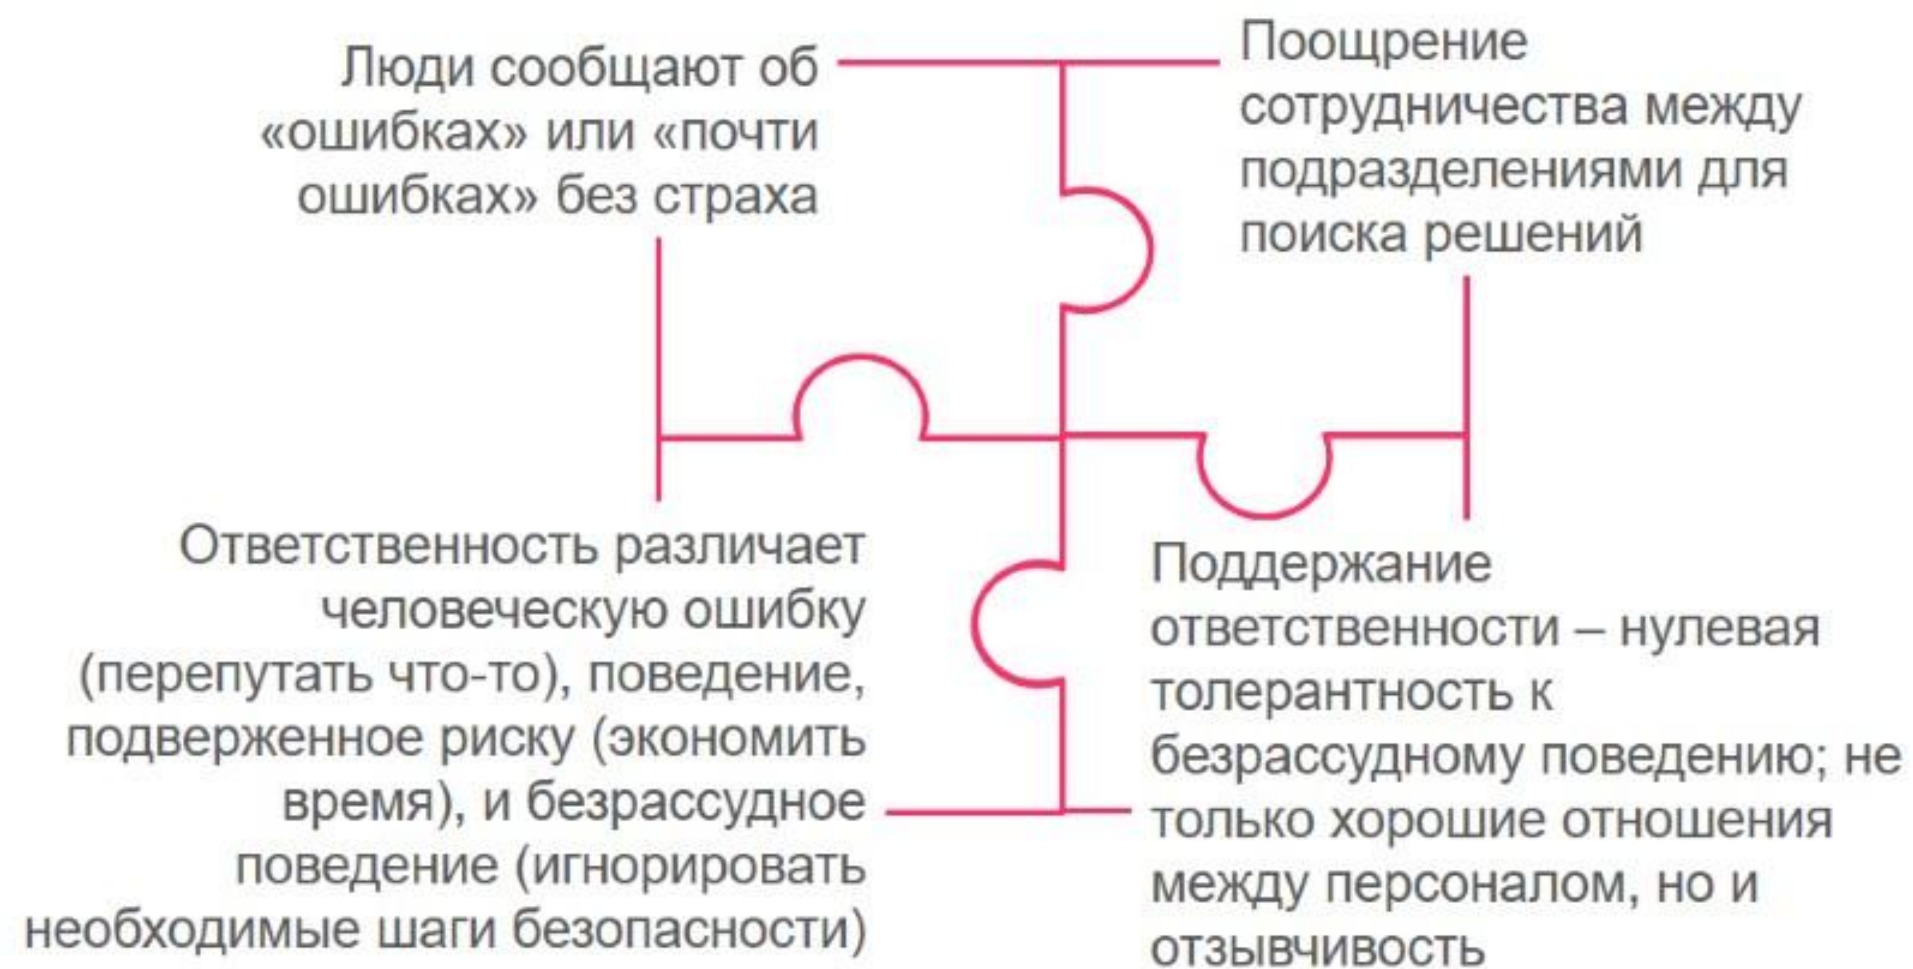 Люди сообщают об
«ошибках» или «почти
ошибках» без страха
Поощрение
сотрудничества между
подразделениями для
поиска решений
Ответственность различает
человеческую ошибку
(перепутать что-то), поведение,
подверженное риску (экономить
время), и безрассудное
поведение (игнорировать
необходимые шаги безопасности)
Поддержание
ответственности – нулевая
толерантность к
безрассудному поведению; не
только хорошие отношения
между персоналом, но и
отзывчивость